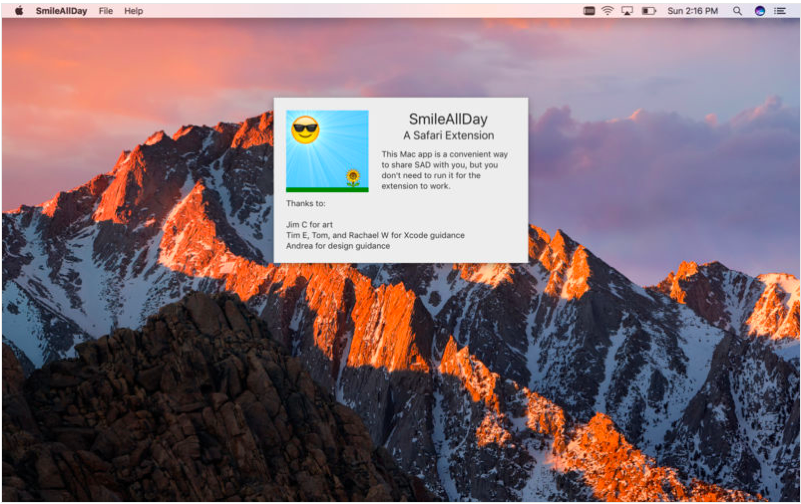 SmileAllDay File Help Sun 2:16 PM
SmileAllDay
A Safari Extension
This Mac app is a convenient way
to share SAD with you, but you
don't need to run it for the
extension to work.
Thanks to:
Jim C for art
Tim E, Tom, and Rachael W for Xcode guidance
Andrea for design guidance